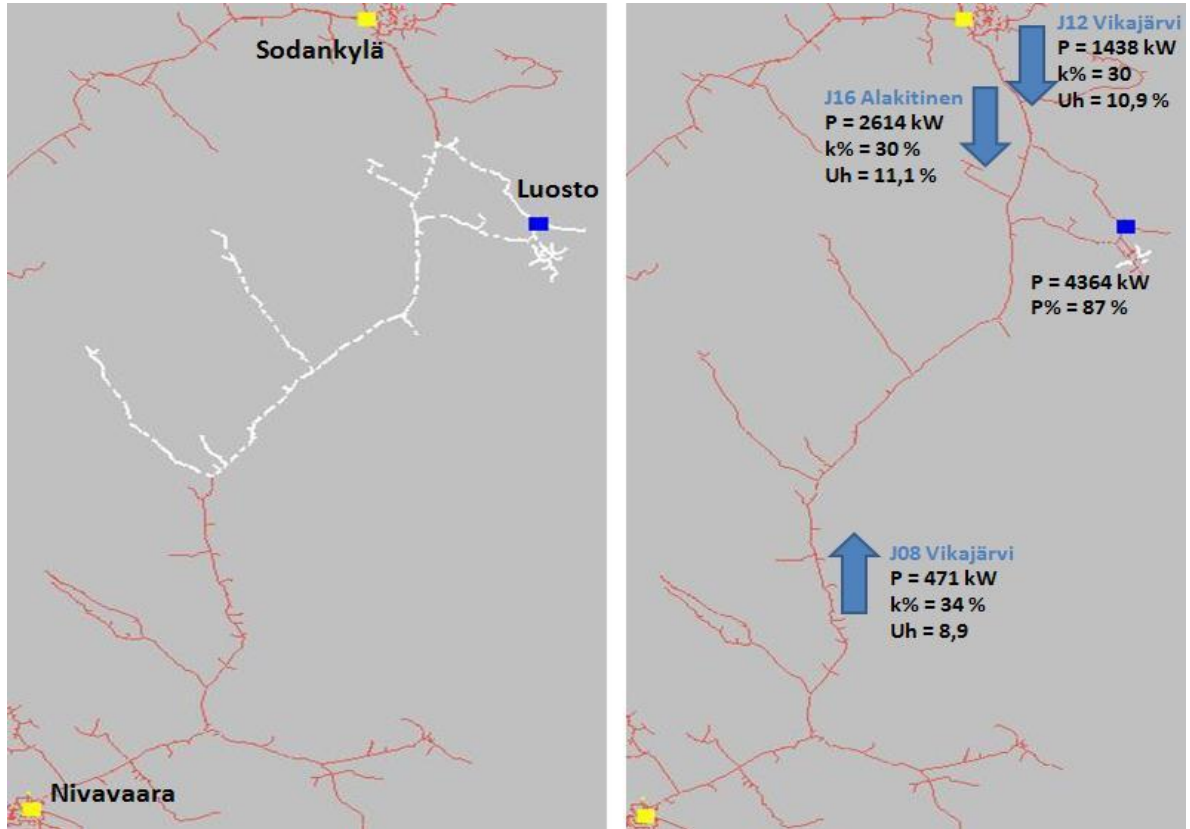 Sodankylä
Luosto
Nivavaara
J12 Vikajärvi
P = 1438 kW
k% = 30
Uh = 10,9 %
J16 Alakitinen
P = 2614 kW
k% = 30 %
Uh = 11,1 %
P = 4364 kW
P% = 87 %
J08 Vikajärvi
P = 471 kW
k% = 34 %
Uh = 8,9